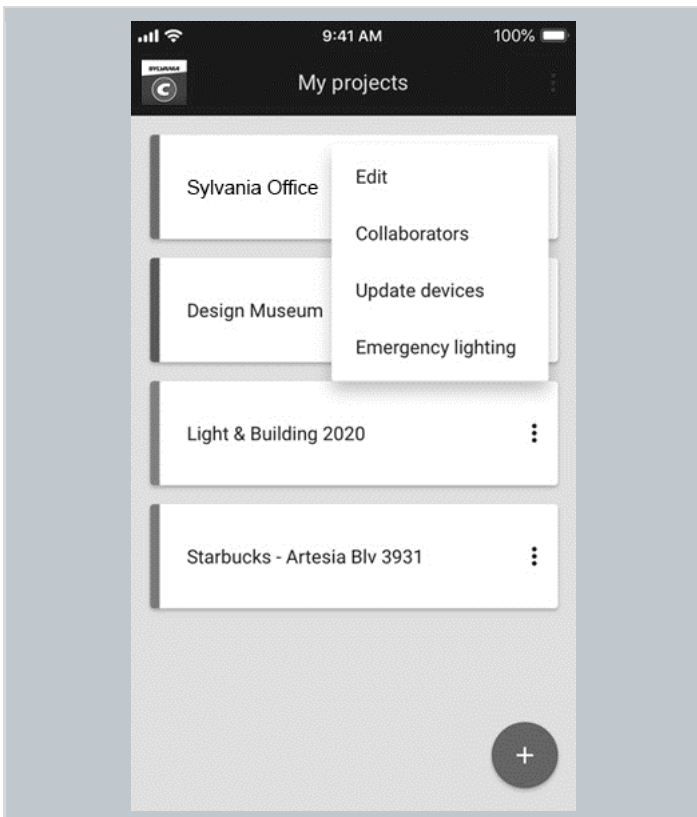 9:41 AM
100%
SYLVANIA
C
My projects
Sylvania Office
Edit
Collaborators
Design Museum
Update devices
Emergency lighting
Light & Building 2020
Starbucks - Artesia Blv 3931
+